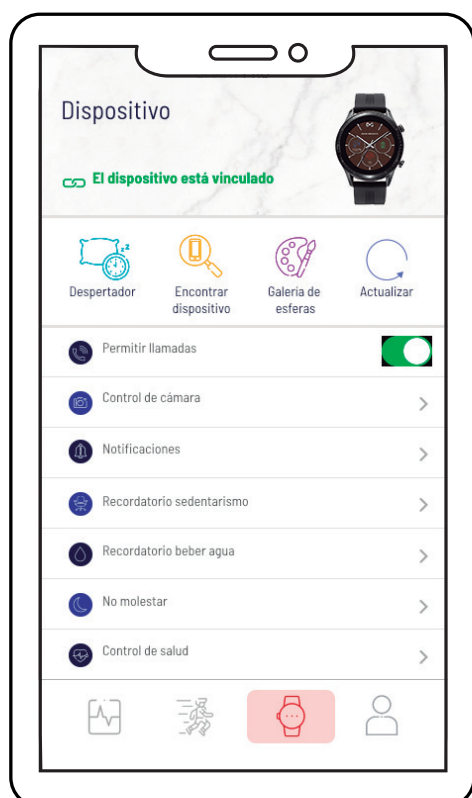 Dispositivo
El dispositivo está vinculado
Despertador
Encontrar
dispositivo
Galería de
esferas
Actualizar
Permitir llamadas
Control de cámara
Notificaciones
Recordatorio sedentarismo
Recordatorio beber agua
No molestar
Control de salud